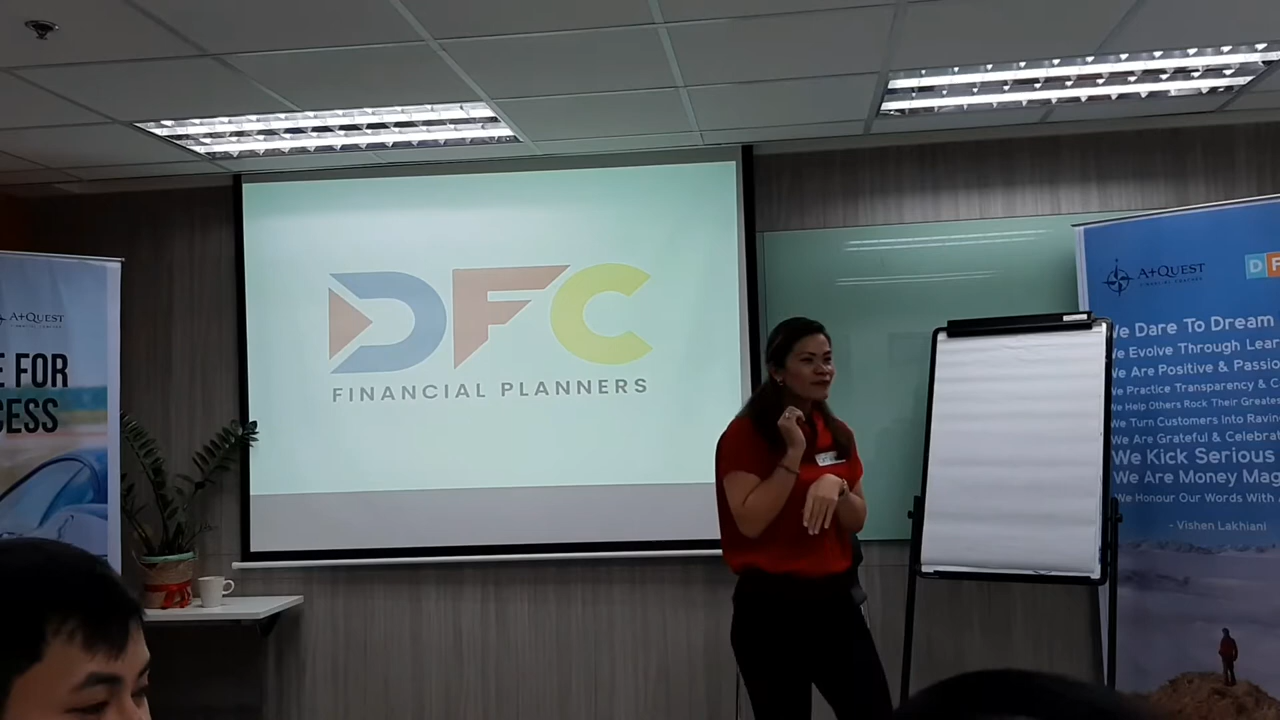 DFC
FINANCIAL PLANNERS
A+QUEST
E FOR
CESS
A+QUEST
DF
We Dare To Dream
We Evolve Through Lear
We Are Positive & Passio
We Practice Transparency & C
We Help Others Rock Their Greates
We Turn Customers Into Ravin
We Are Grateful & Celebrat
We Kick Serious
We Are Money Mag
We Honour Our Words With
- Vishen Lakhiani